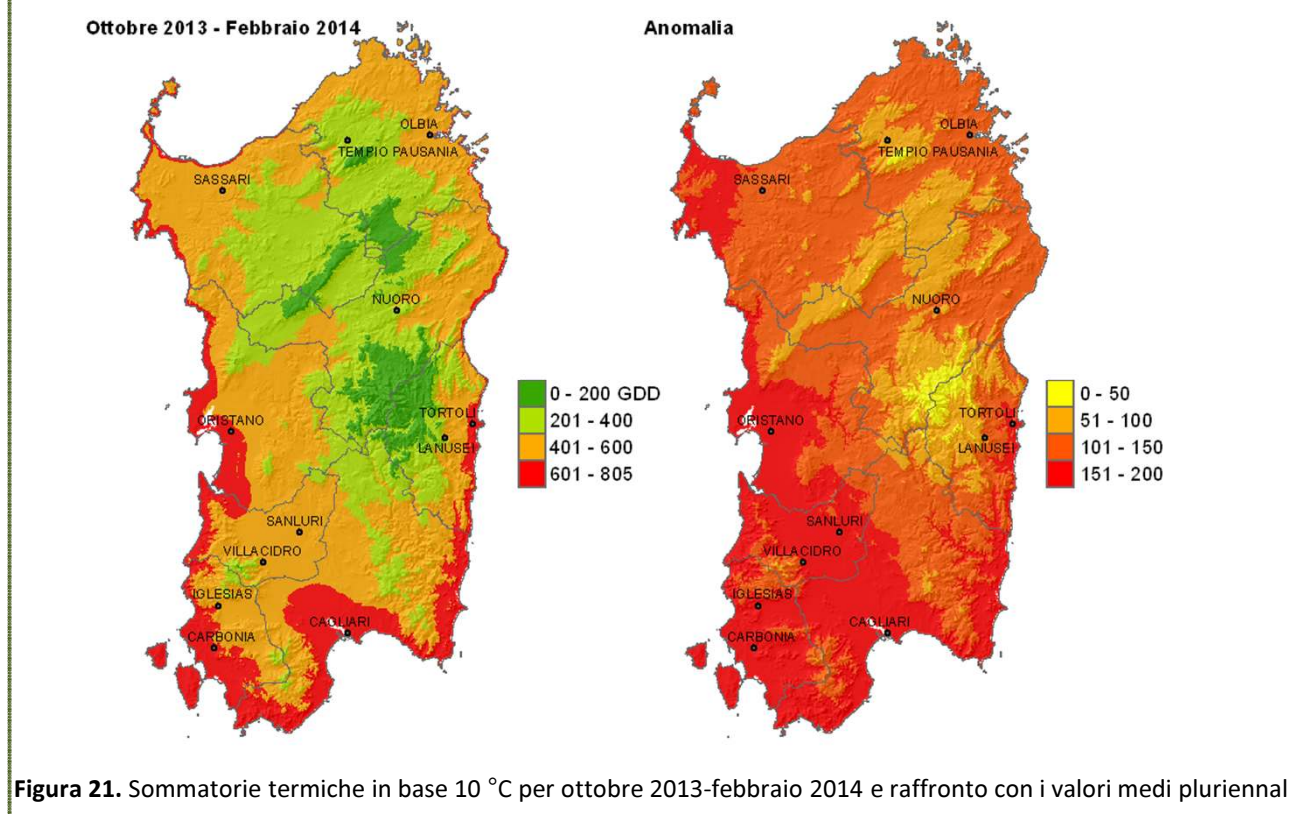 Ottobre 2013 - Febbraio 2014
OLBIA
TEMPIO PAUSANIA
SASSARI
NUORO
ORISTANO
TORTOLI
LANUSEI
SANLURI
VILLACIDRO
IGLESIAS
CAGLIARI
CARBONIA
0 - 200 GDD
201 - 400
401 - 600
601 - 805
Anomalia
OLBIA
TEMPIO PAUSANIA
SASSARI
NUORO
ORISTANO
TORTOLI
LANUSEI
SANLURI
VILLACIDRO
IGLESIAS
CAGLIARI
CARBONIA
0 - 50
51 - 100
101 - 150
151 - 200
Figura 21. Sommatorie termiche in base 10 °C per ottobre 2013-febbraio 2014 e raffronto con i valori medi pluriennal